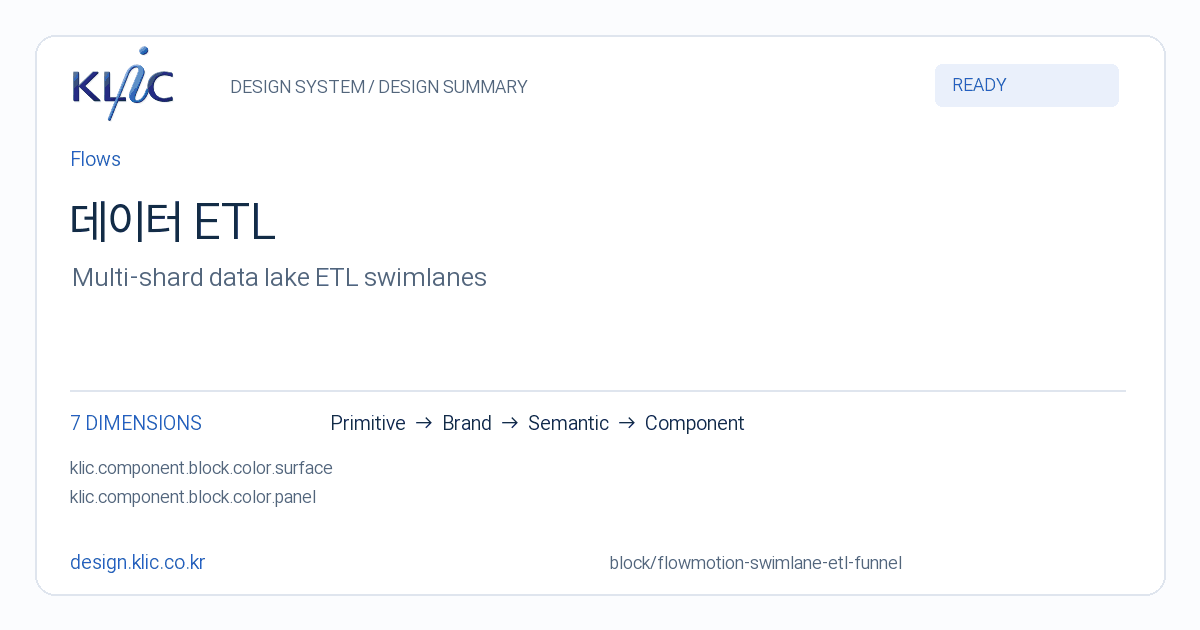 KLiC
DESIGN SYSTEM / DESIGN SUMMARY
READY
Flows
데이터 ETL
Multi-shard data lake ETL swimlanes
7 DIMENSIONS
Primitive → Brand → Semantic → Component
klic.component.block.color.surface
klic.component.block.color.panel
design.klic.co.kr
block/flowmotion-swimlane-etl-funnel